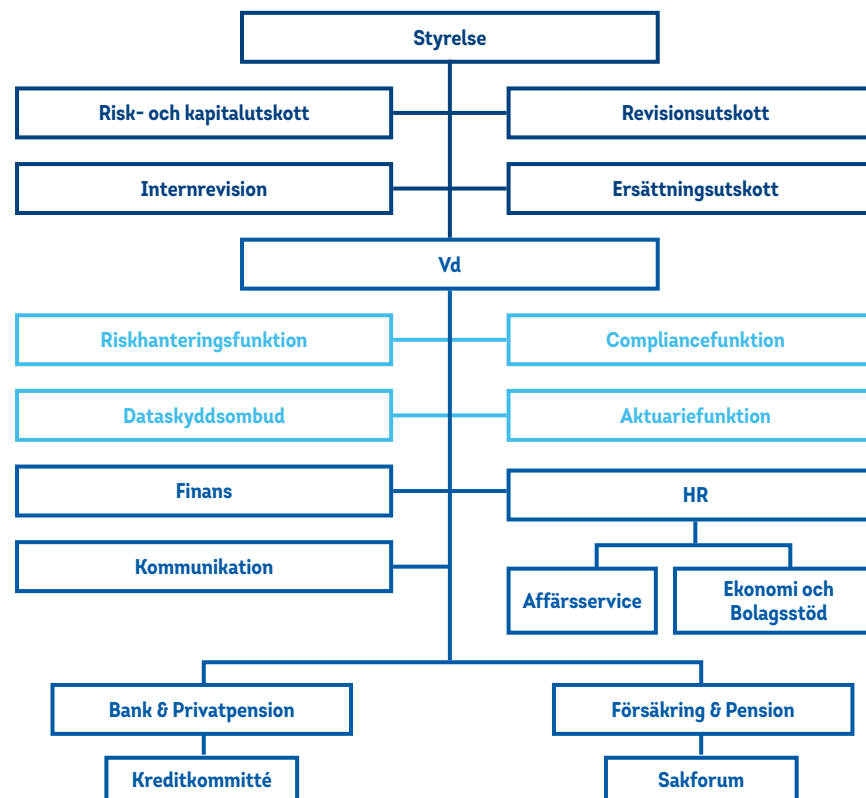 Styrelse
Risk- och kapitalutskott
Revisionsutskott
Internrevision
Ersättningsutskott
Vd
Riskhanteringsfunktion
Compliancefunktion
Dataskyddsombud
Aktuariefunktion
Finans
HR
Kommunikation
Affärsservice
Ekonomi och
Bolagsstöd
Bank & Privatpension
Försäkring & Pension
Kreditkommitté
Sakforum